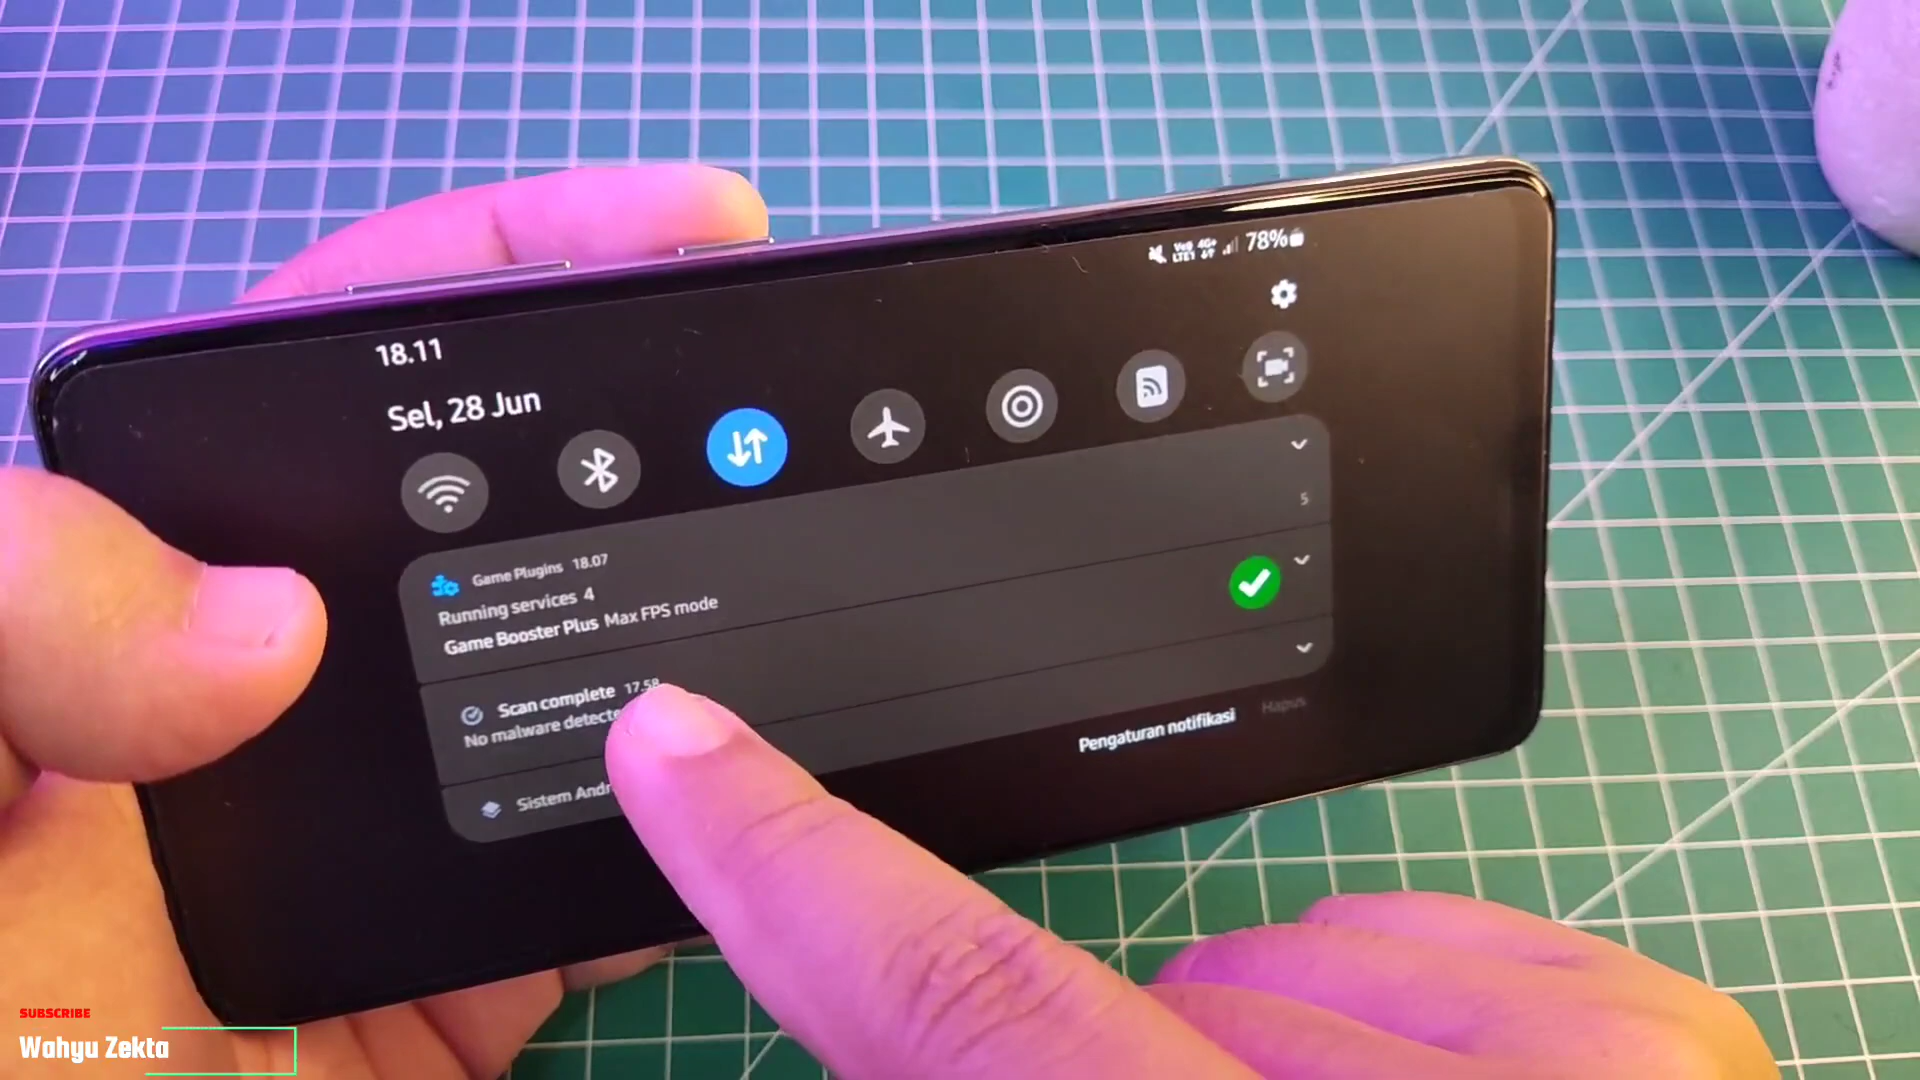 18.11
78%
Sel, 28 Jun
5
Game Plugins 18.07
Running services 4
Game Booster Plus Max FPS mode
Scan complete 17.58
No malware
Sistem
Pengaturan notifikasi
Hapus
SUBSCRIBE
Wahyu Zekta